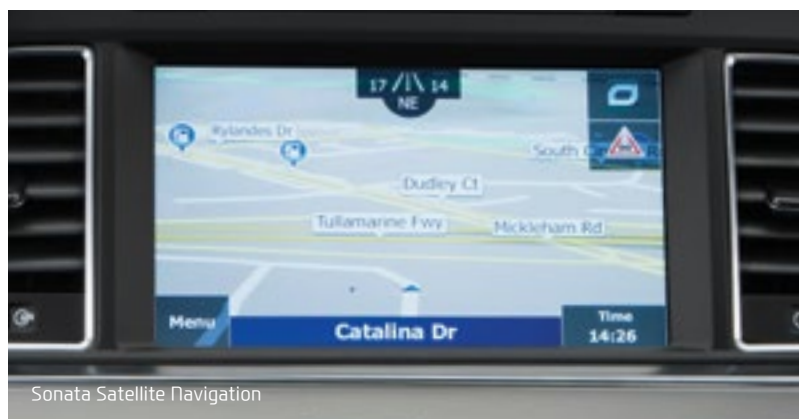 17 14
NE
Rylandes Dr
South
Dudley Ct
Tullamarine Fwy
Mickleham Rd
Menu
Catalina Dr
Time
14:26
Sonata Satellite Navigation